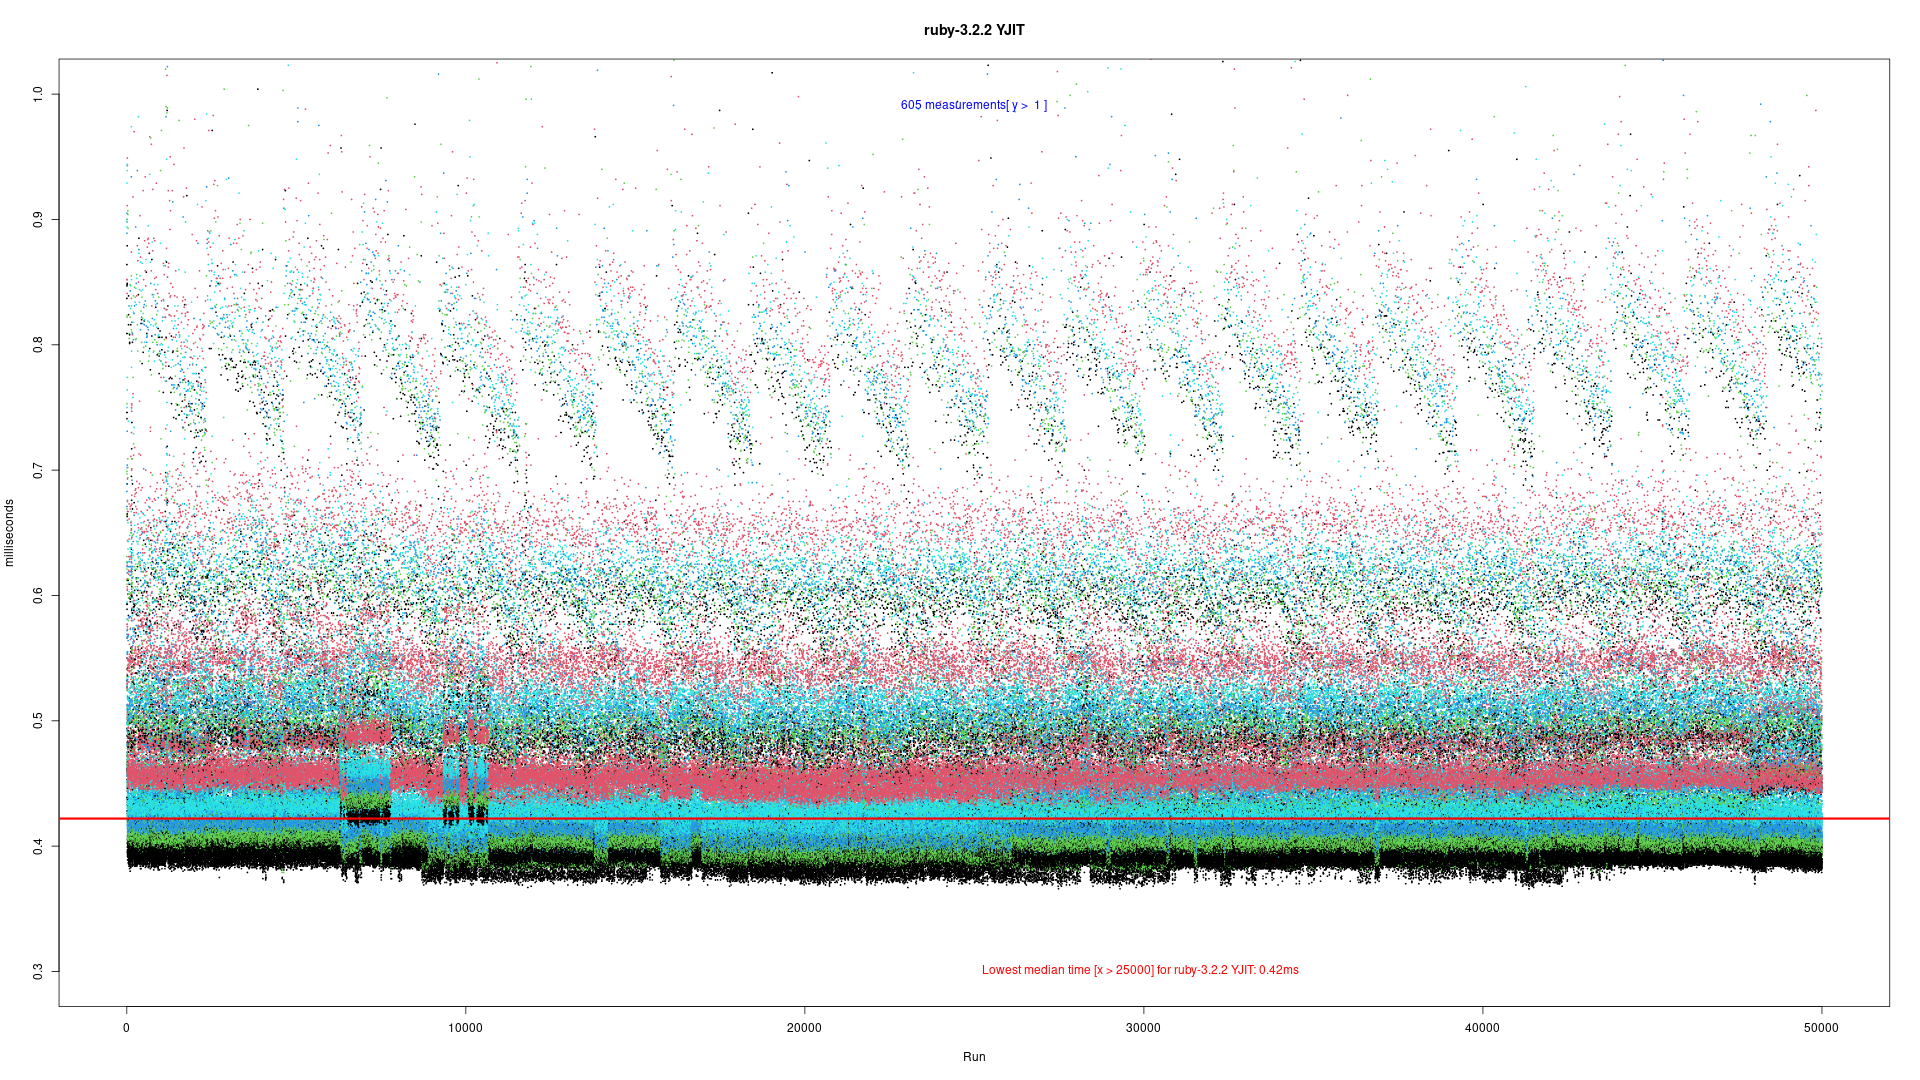 ruby-3.2.2 YJIT
605 measurements[ y > 1 ]
1.0
0.9
0.8
0.7
0.6
0.5
0.4
0.3
milliseconds
Lowest median time [x > 25000] for ruby-3.2.2 YJIT: 0.42ms
0 10000 20000 30000 40000 50000
Run